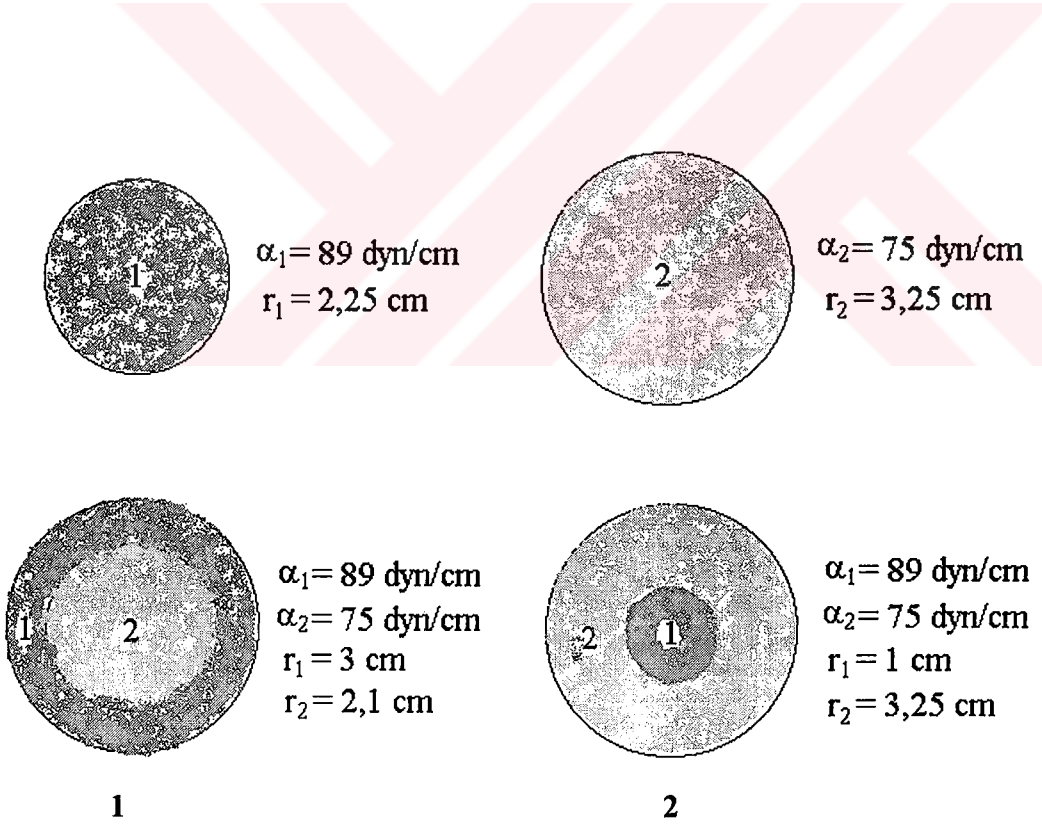 1
α₁= 89 dyn/cm
r₁ = 2,25 cm
2
α₂= 75 dyn/cm
r₂ = 3,25 cm
1
2
α₁= 89 dyn/cm
α₂= 75 dyn/cm
r₁ = 3 cm
r₂ = 2,1 cm
2
1
α₁= 89 dyn/cm
α₂= 75 dyn/cm
r₁ = 1 cm
r₂ = 3,25 cm
1
2